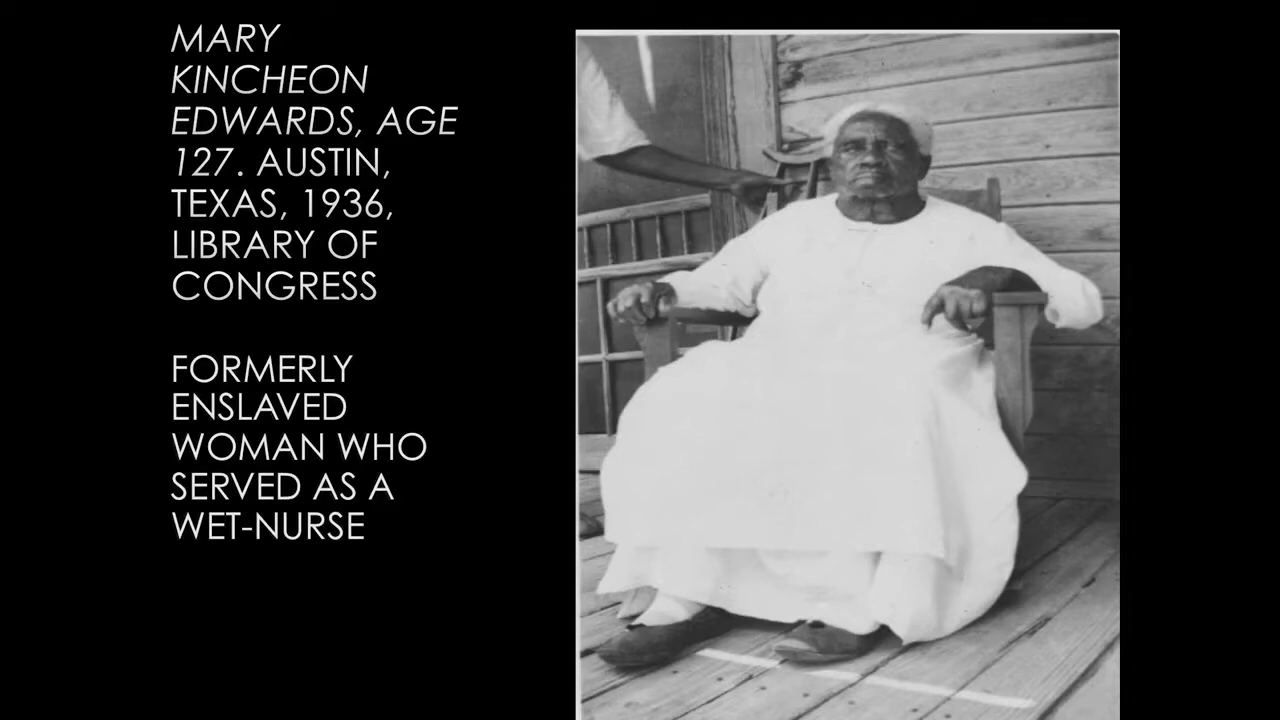 MARY
KINCHEON
EDWARDS, AGE
127. AUSTIN,
TEXAS, 1936,
LIBRARY OF
CONGRESS
FORMERLY
ENSLAVED
WOMAN WHO
SERVED AS A
WET-NURSE